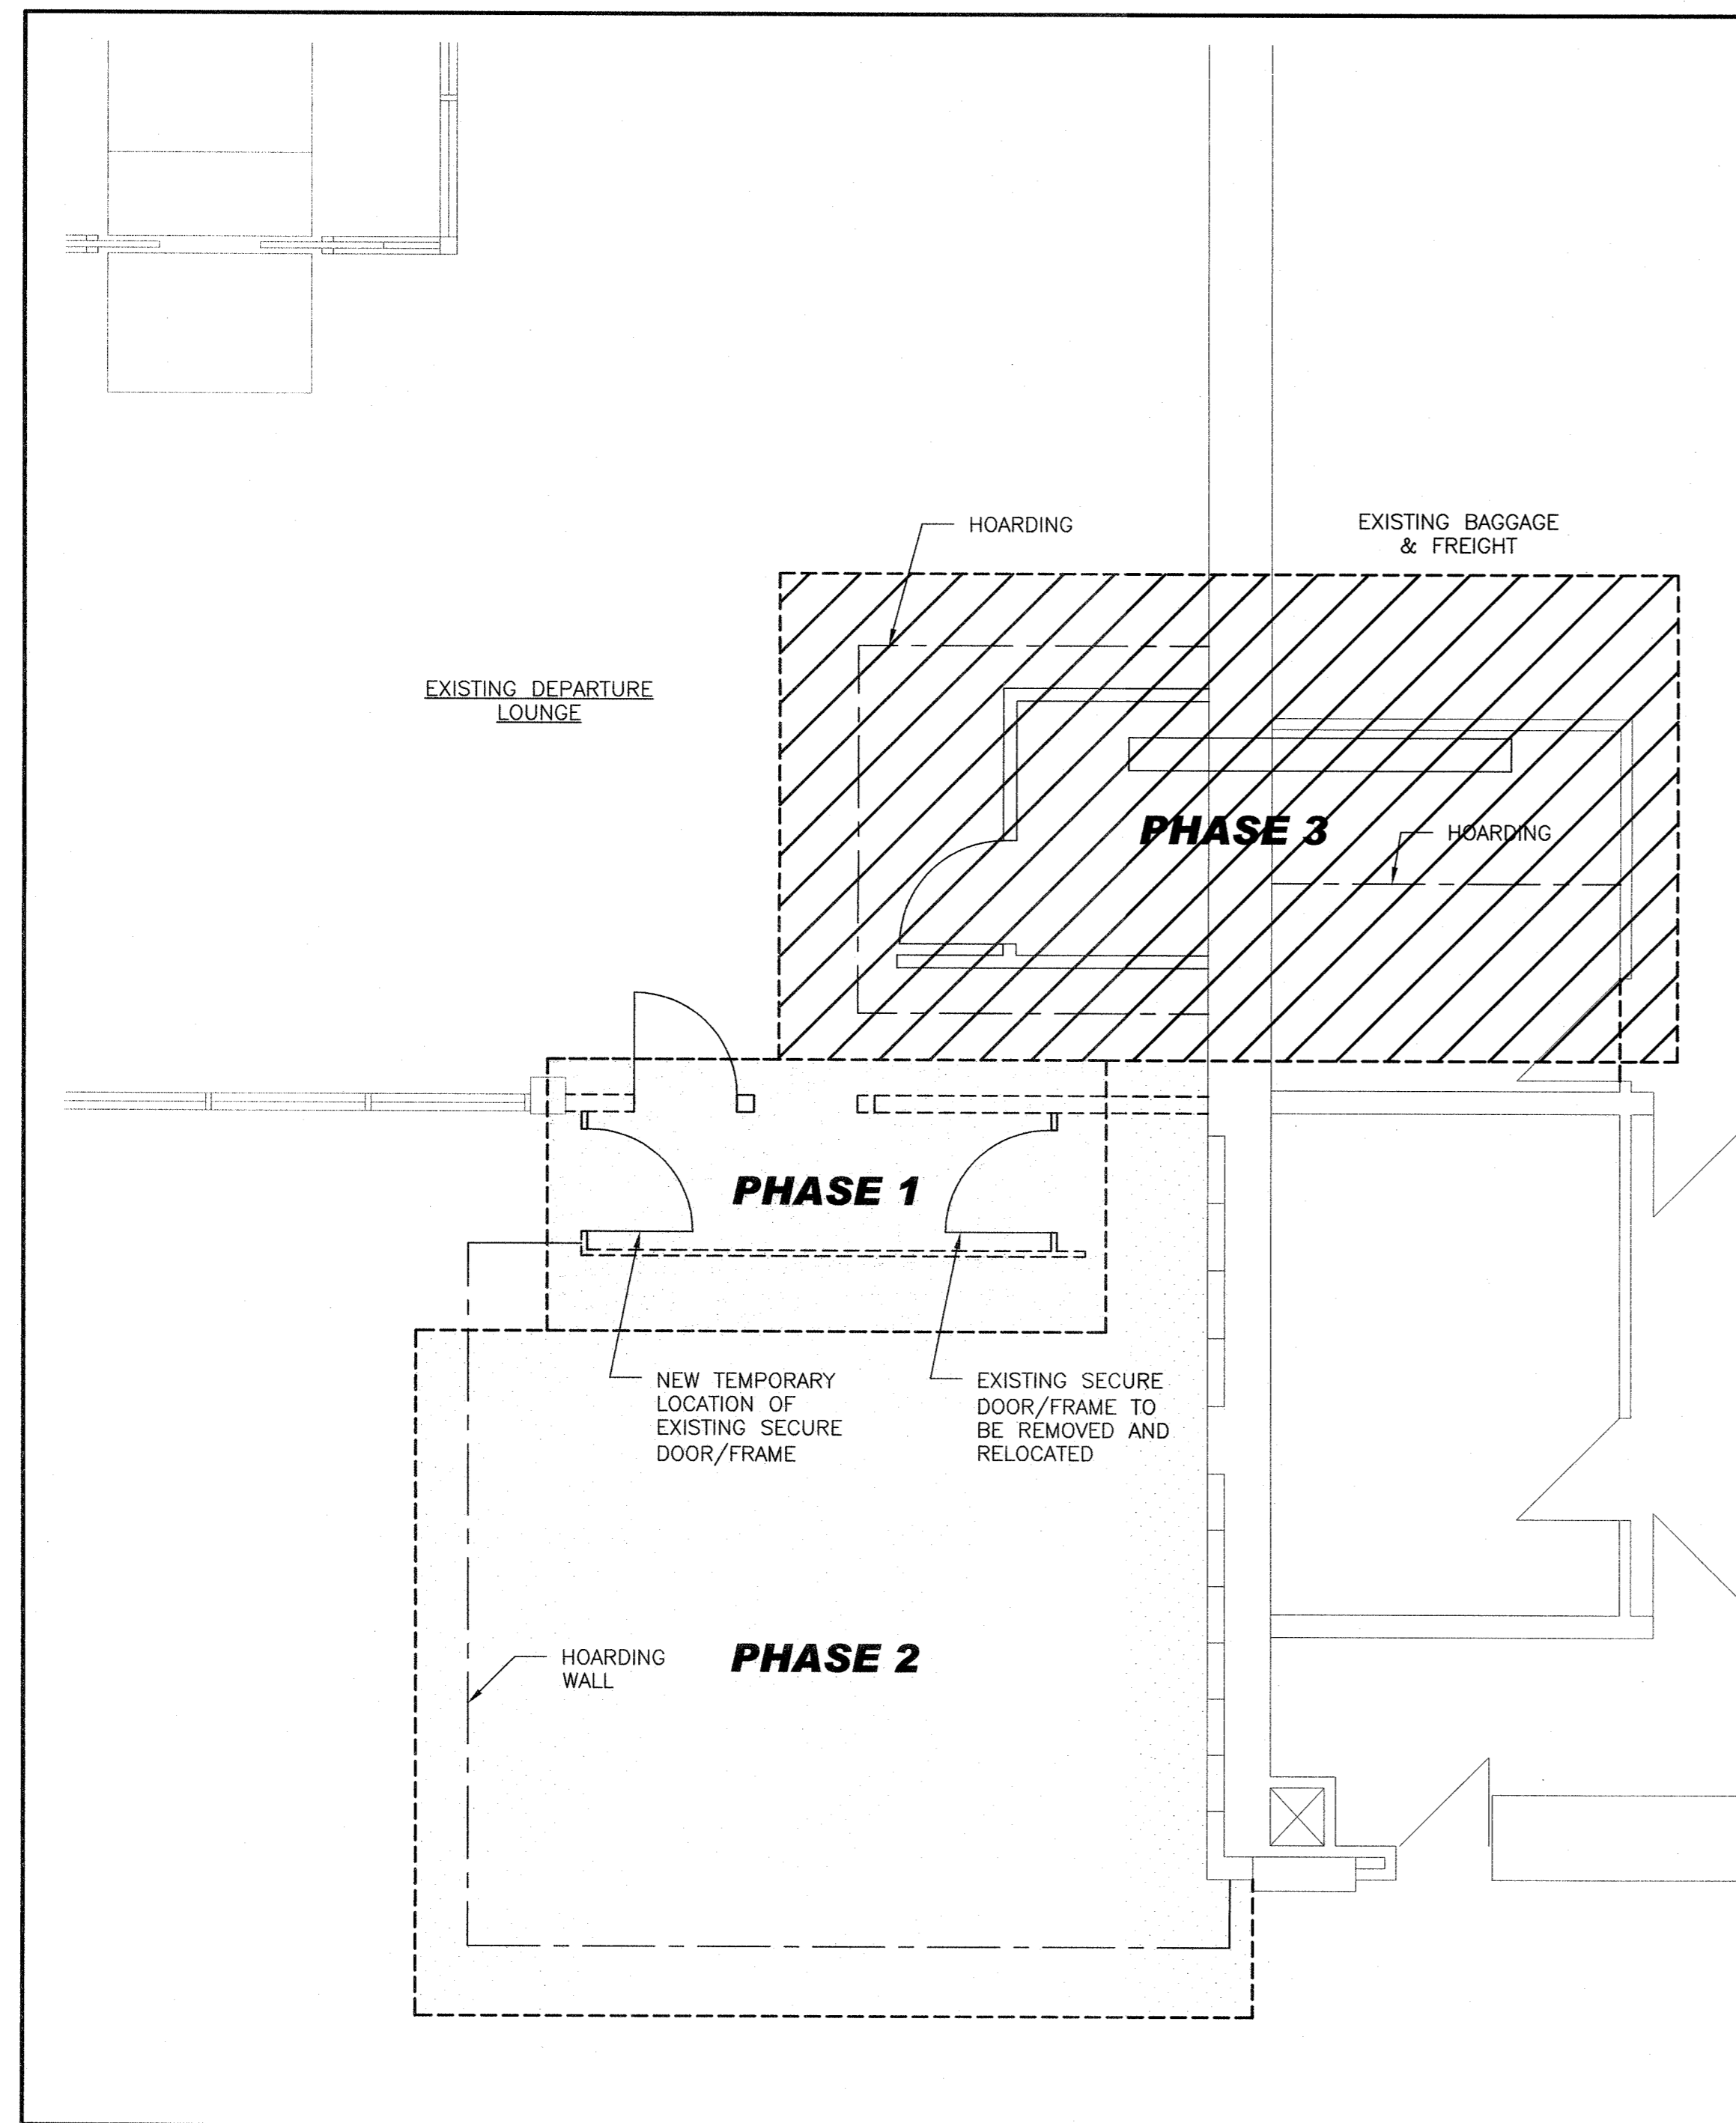 HOARDING
EXISTING BAGGAGE
& FREIGHT
EXISTING DEPARTURE
LOUNGE
PHASE 3
HOARDING
PHASE 1
NEW TEMPORARY
LOCATION OF
EXISTING SECURE
DOOR/FRAME
EXISTING SECURE
DOOR/FRAME TO
BE REMOVED AND
RELOCATED
HOARDING
WALL
PHASE 2